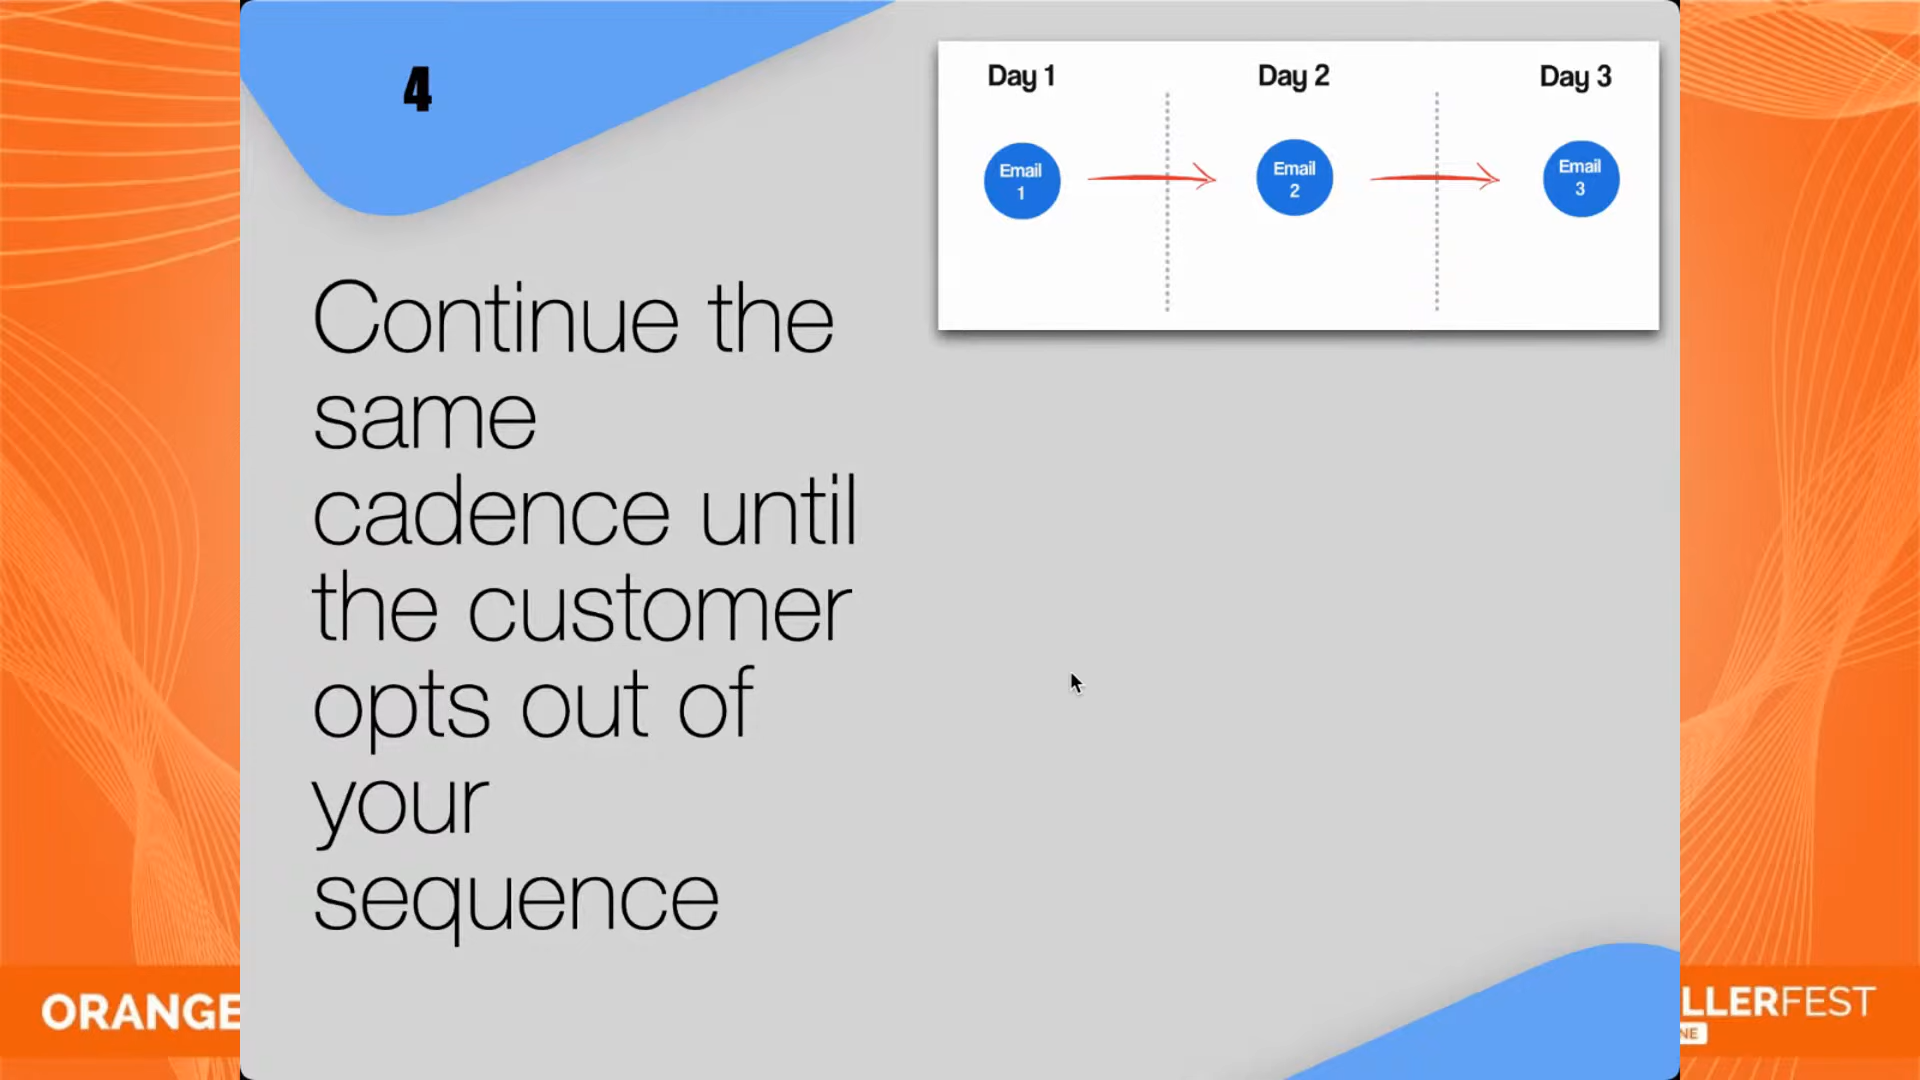 4
Continue the
same
cadence until
the customer
opts out of
your
sequence
Day 1
Day 2
Day 3
Email
1
Email
2
Email
3
ORANGE
LLERFEST
NE